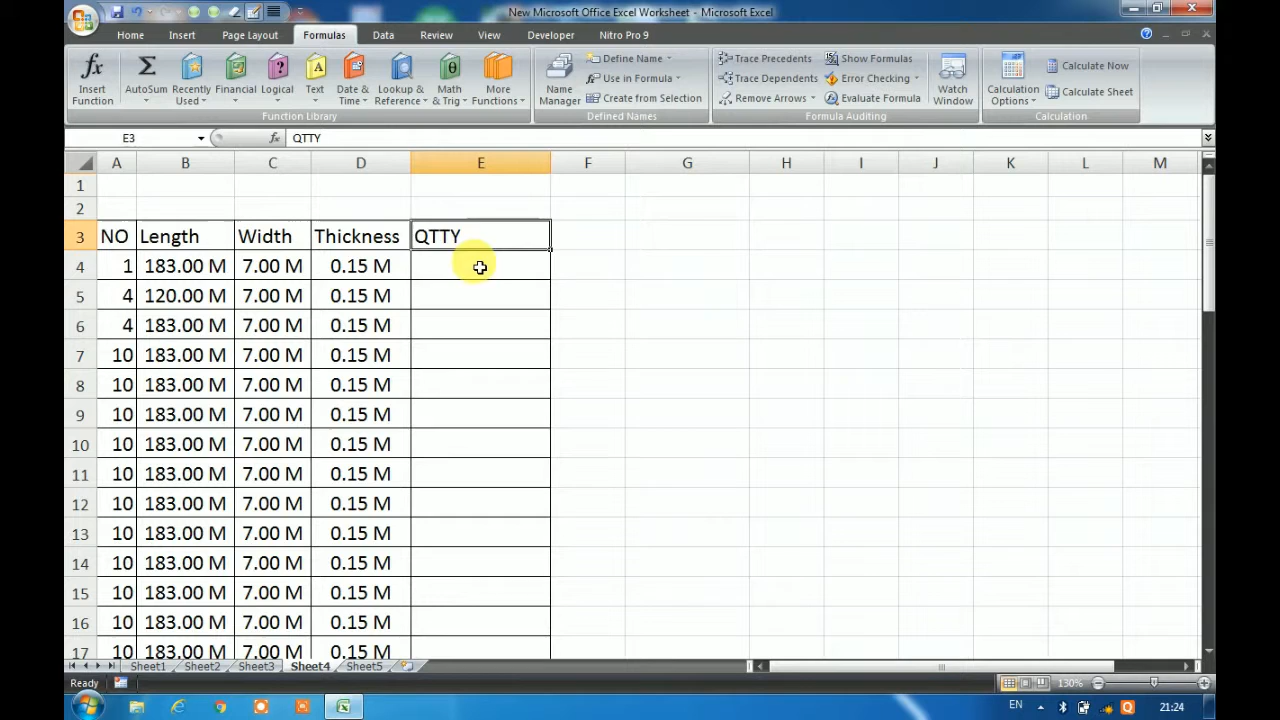 New Microsoft Office Excel Worksheet - Microsoft Excel
Home Insert Page Layout Formulas Data Review View Developer Nitro Pro 9
fx Insert Function
Σ AutoSum
Recently Used
Financial
Logical
Text
Date & Time
Lookup & Reference
Math & Trig
More Functions
Function Library
Name Manager
Define Name
Use in Formula
Create from Selection
Defined Names
Trace Precedents
Trace Dependents
Remove Arrows
Show Formulas
Error Checking
Evaluate Formula
Formula Auditing
Watch Window
Calculation Options
Calculate Now
Calculate Sheet
Calculation
E3 fx QTTY
A B C D E F G H I J K L M
1
2
3 NO Length Width Thickness QTTY
4 1 183.00 M 7.00 M 0.15 M
5 4 120.00 M 7.00 M 0.15 M
6 4 183.00 M 7.00 M 0.15 M
7 10 183.00 M 7.00 M 0.15 M
8 10 183.00 M 7.00 M 0.15 M
9 10 183.00 M 7.00 M 0.15 M
10 10 183.00 M 7.00 M 0.15 M
11 10 183.00 M 7.00 M 0.15 M
12 10 183.00 M 7.00 M 0.15 M
13 10 183.00 M 7.00 M 0.15 M
14 10 183.00 M 7.00 M 0.15 M
15 10 183.00 M 7.00 M 0.15 M
16 10 183.00 M 7.00 M 0.15 M
17 10 183.00 M 7.00 M 0.15 M
Sheet1 Sheet2 Sheet3 Sheet4 Sheet5
Ready 130%
EN 21:24